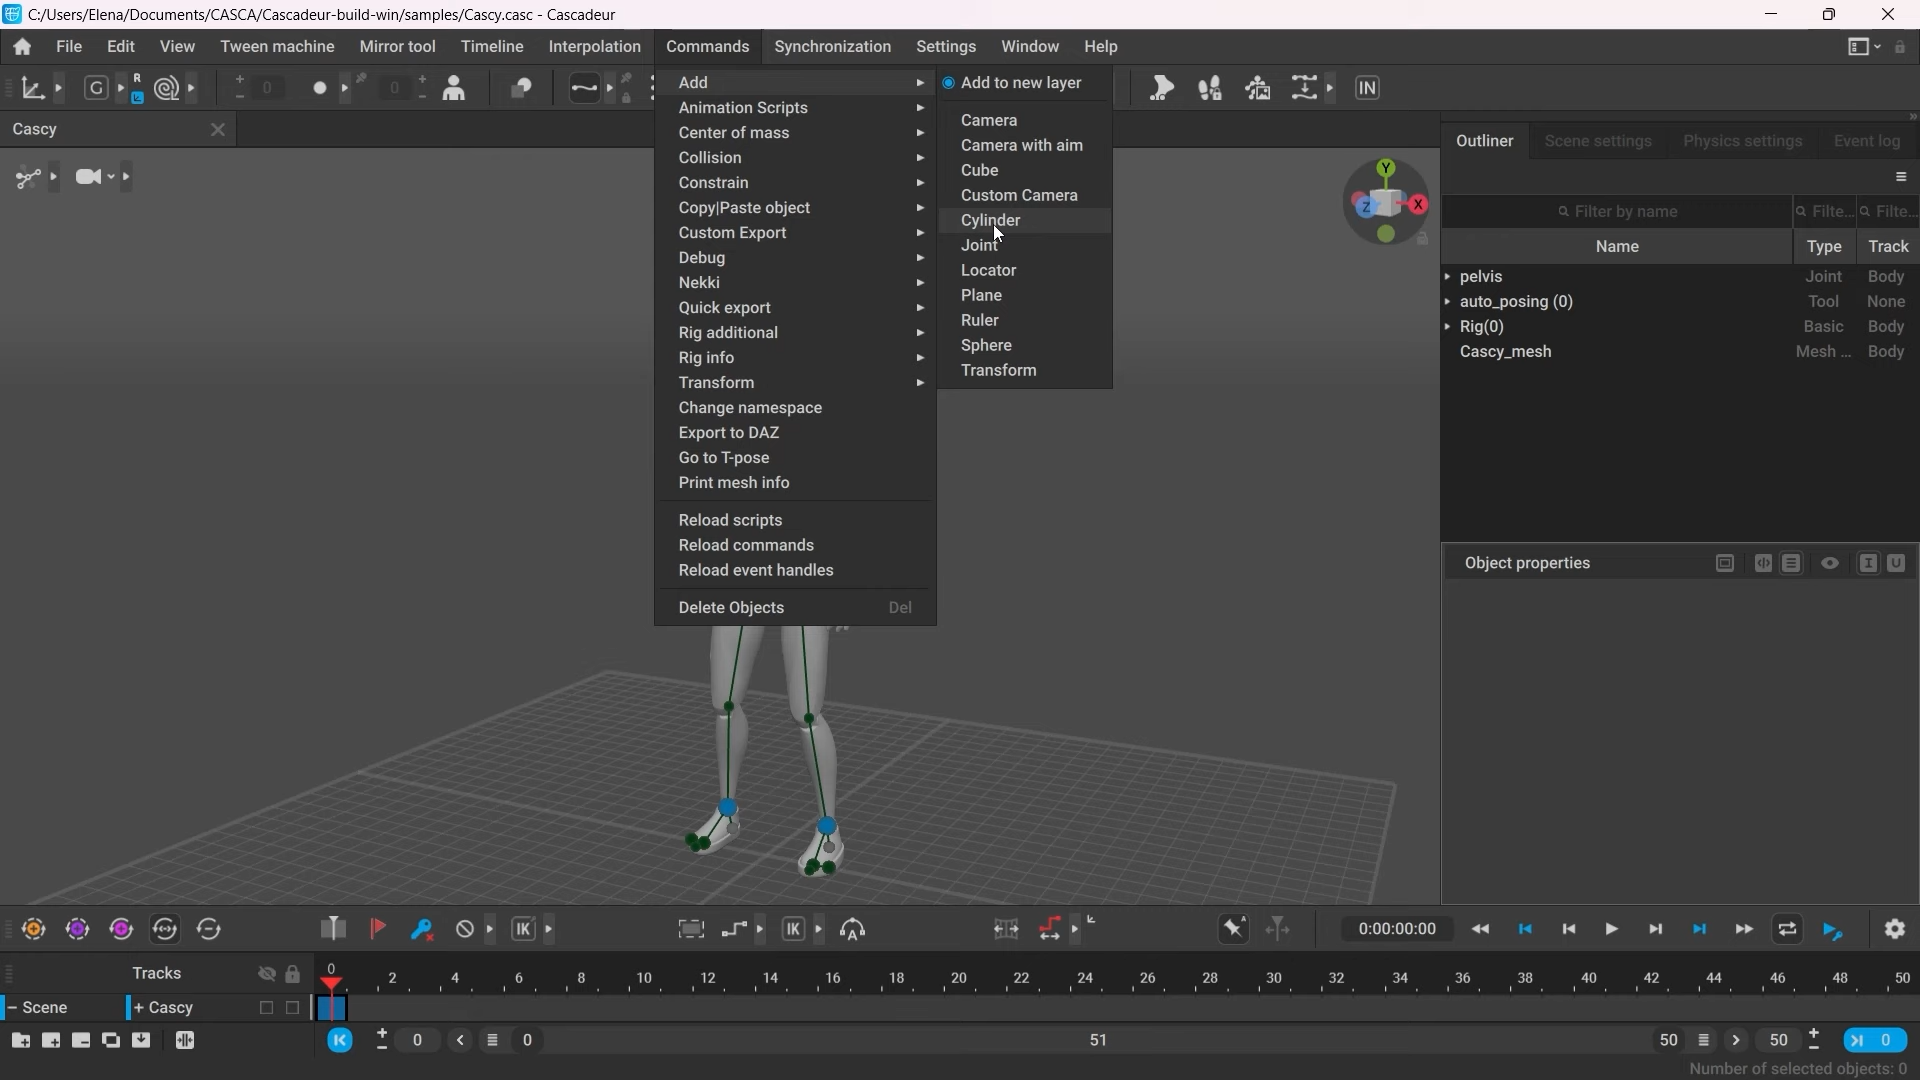 C:/Users/Elena/Documents/CASCA/Cascadeur-build-win/samples/Cascy.casc - Cascadeur
File Edit View Tween machine Mirror tool Timeline Interpolation Commands Synchronization Settings Window Help
G R 0 0 IN
Cascy
Add
Animation Scripts
Center of mass
Collision
Constrain
Copy|Paste object
Custom Export
Debug
Nekki
Quick export
Rig additional
Rig info
Transform
Change namespace
Export to DAZ
Go to T-pose
Print mesh info
Reload scripts
Reload commands
Reload event handles
Delete Objects Del
Add to new layer
Camera
Camera with aim
Cube
Custom Camera
Cylinder
Joint
Locator
Plane
Ruler
Sphere
Transform
Y
Z X
Outliner Scene settings Physics settings Event log
Filter by name Filte... Filte...
Name Type Track
pelvis Joint Body
auto_posing (0) Tool None
Rig(0) Basic Body
Cascy_mesh Mesh ... Body
Object properties I U
IK IK A 0:00:00:00
Tracks 0 2 4 6 8 10 12 14 16 18 20 22 24 26 28 30 32 34 36 38 40 42 44 46 48 50
Scene + Cascy
0 0 51 50 50 0
Number of selected objects: 0